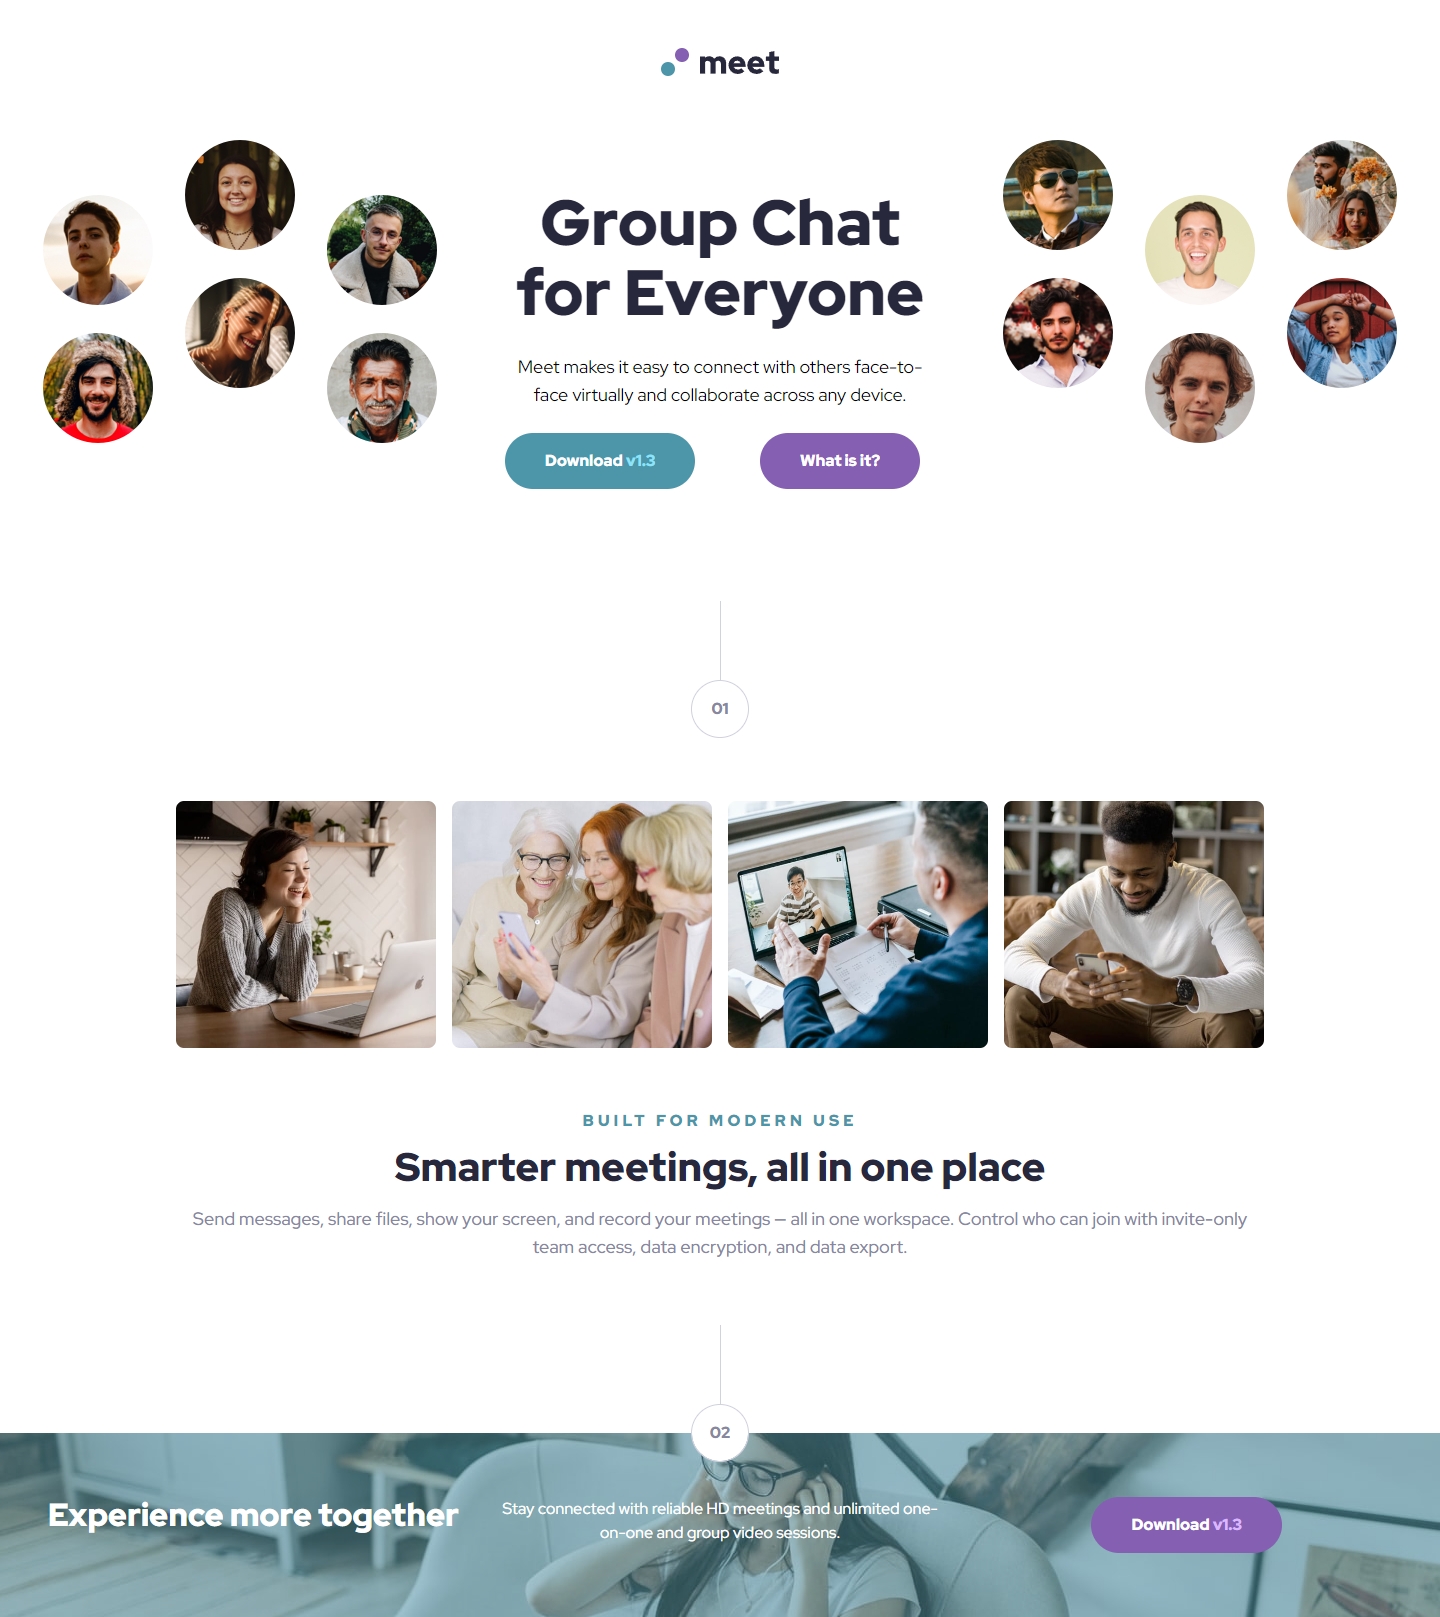 meet
Group Chat
for Everyone
Meet makes it easy to connect with others face-to-
face virtually and collaborate across any device.
Download v1.3
What is it?
01
BUILT FOR MODERN USE
Smarter meetings, all in one place
Send messages, share files, show your screen, and record your meetings — all in one workspace. Control who can join with invite-only
team access, data encryption, and data export.
02
Experience more together
Stay connected with reliable HD meetings and unlimited one-
on-one and group video sessions.
Download v1.3